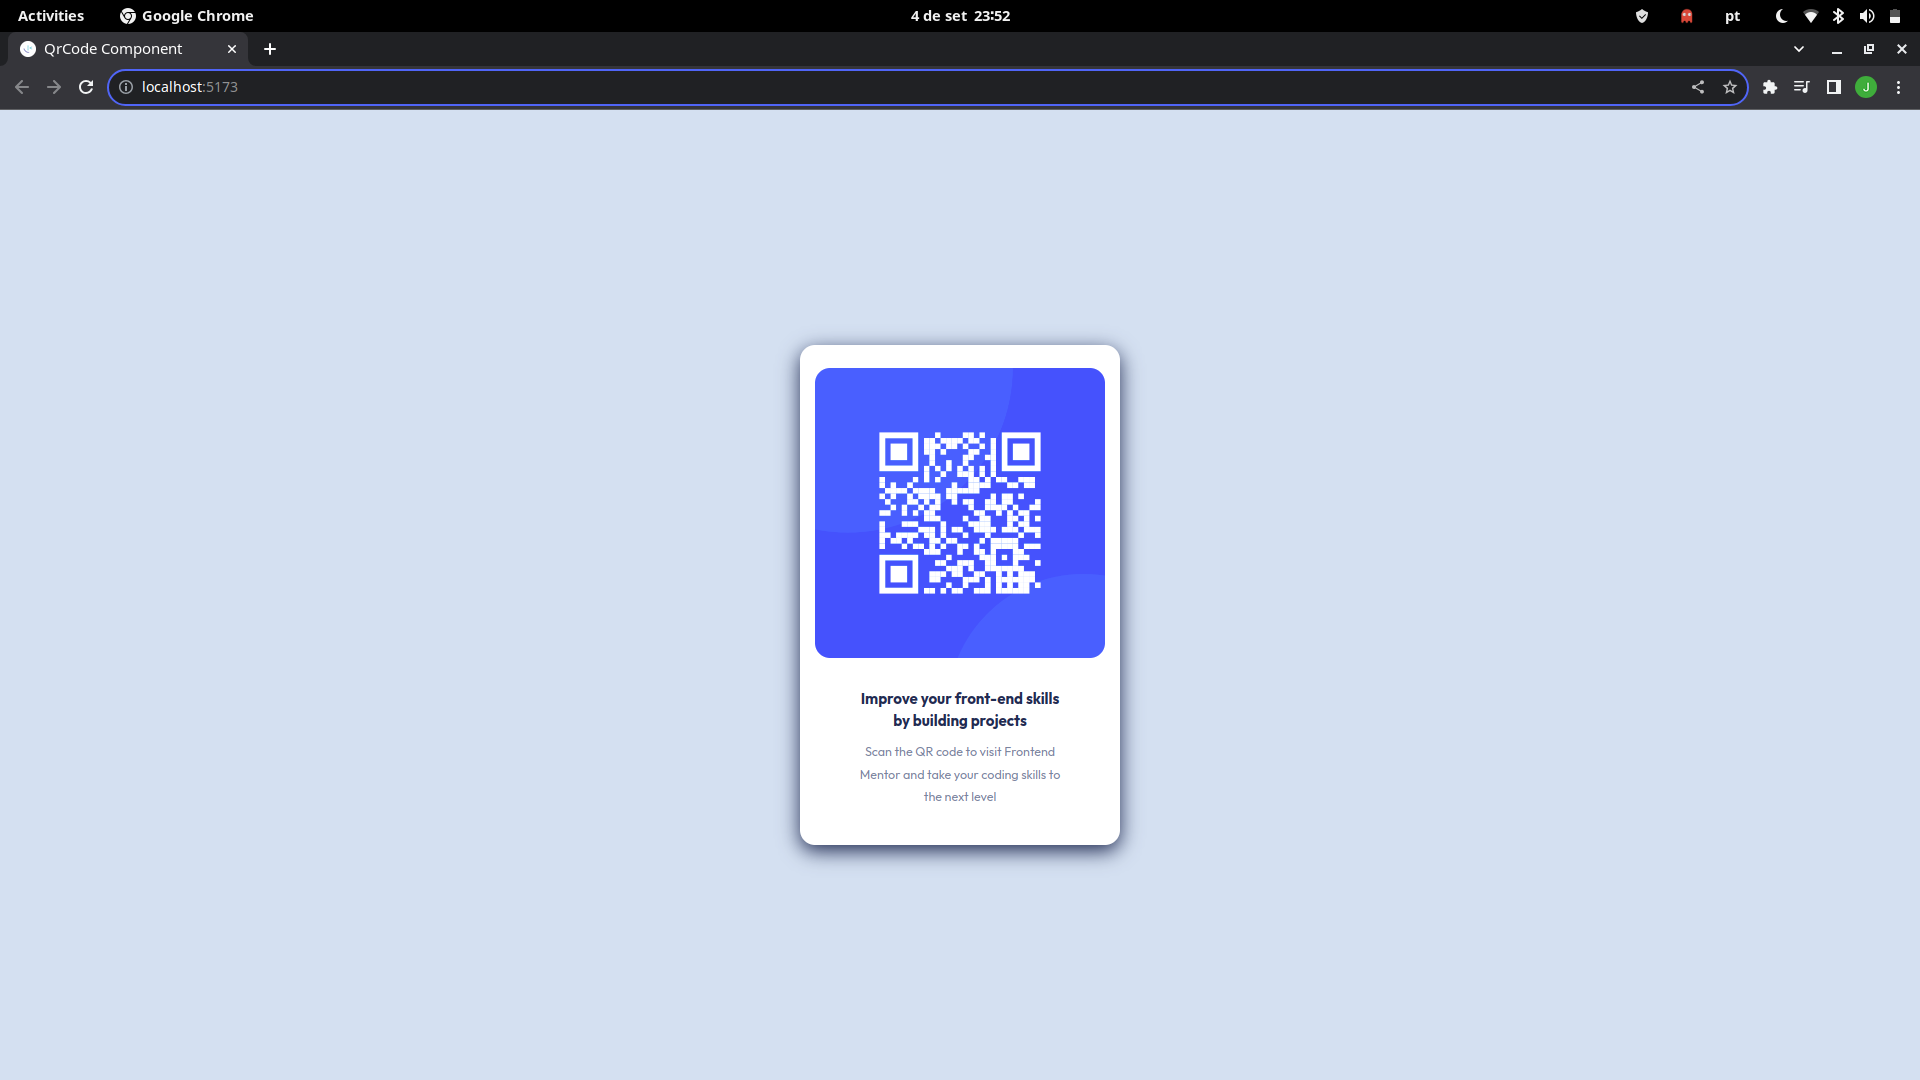 Activities Google Chrome 4 de set 23:52 pt
QrCode Component
localhost:5173 J
Improve your front-end skills
by building projects
Scan the QR code to visit Frontend
Mentor and take your coding skills to
the next level